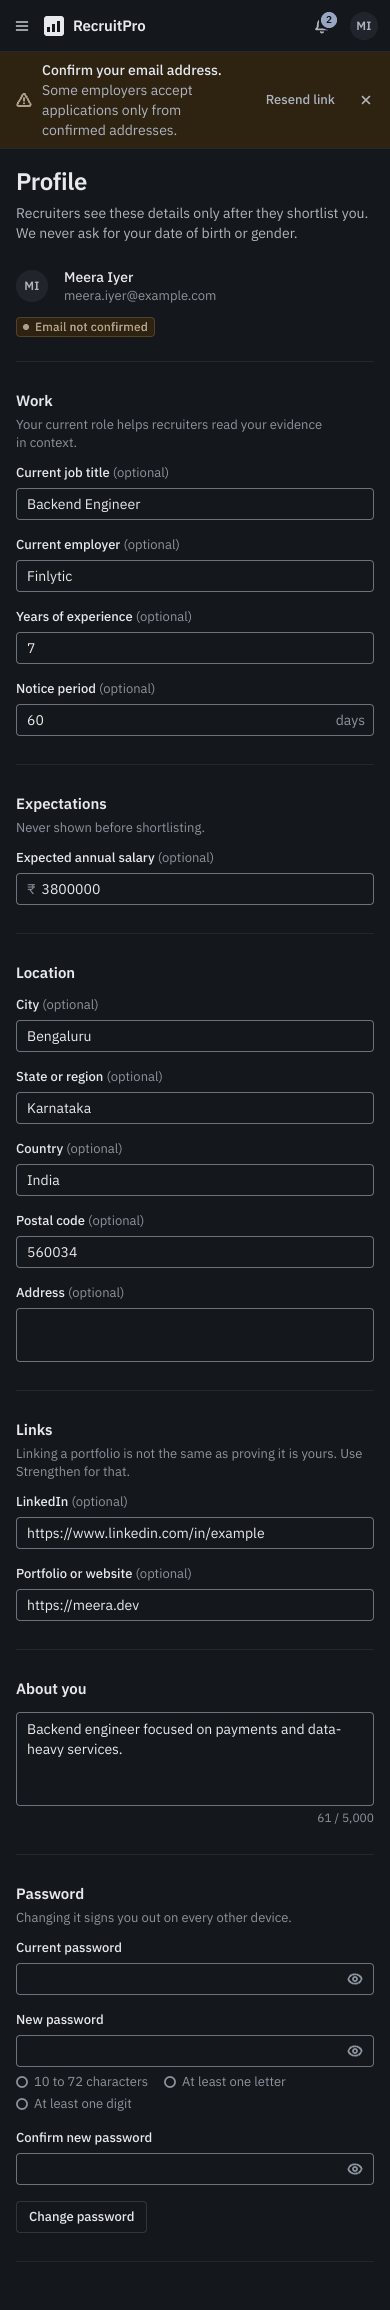 RecruitPro
2
MI
Confirm your email address.
Some employers accept
applications only from
confirmed addresses.
Resend link
Profile
Recruiters see these details only after they shortlist you.
We never ask for your date of birth or gender.
MI
Meera Iyer
meera.iyer@example.com
Email not confirmed
Work
Your current role helps recruiters read your evidence
in context.
Current job title (optional)
Backend Engineer
Current employer (optional)
Finlytic
Years of experience (optional)
7
Notice period (optional)
60 days
Expectations
Never shown before shortlisting.
Expected annual salary (optional)
₹ 3800000
Location
City (optional)
Bengaluru
State or region (optional)
Karnataka
Country (optional)
India
Postal code (optional)
560034
Address (optional)
Links
Linking a portfolio is not the same as proving it is yours. Use
Strengthen for that.
LinkedIn (optional)
https://www.linkedin.com/in/example
Portfolio or website (optional)
https://meera.dev
About you
Backend engineer focused on payments and data-
heavy services.
61 / 5,000
Password
Changing it signs you out on every other device.
Current password
New password
10 to 72 characters At least one letter
At least one digit
Confirm new password
Change password